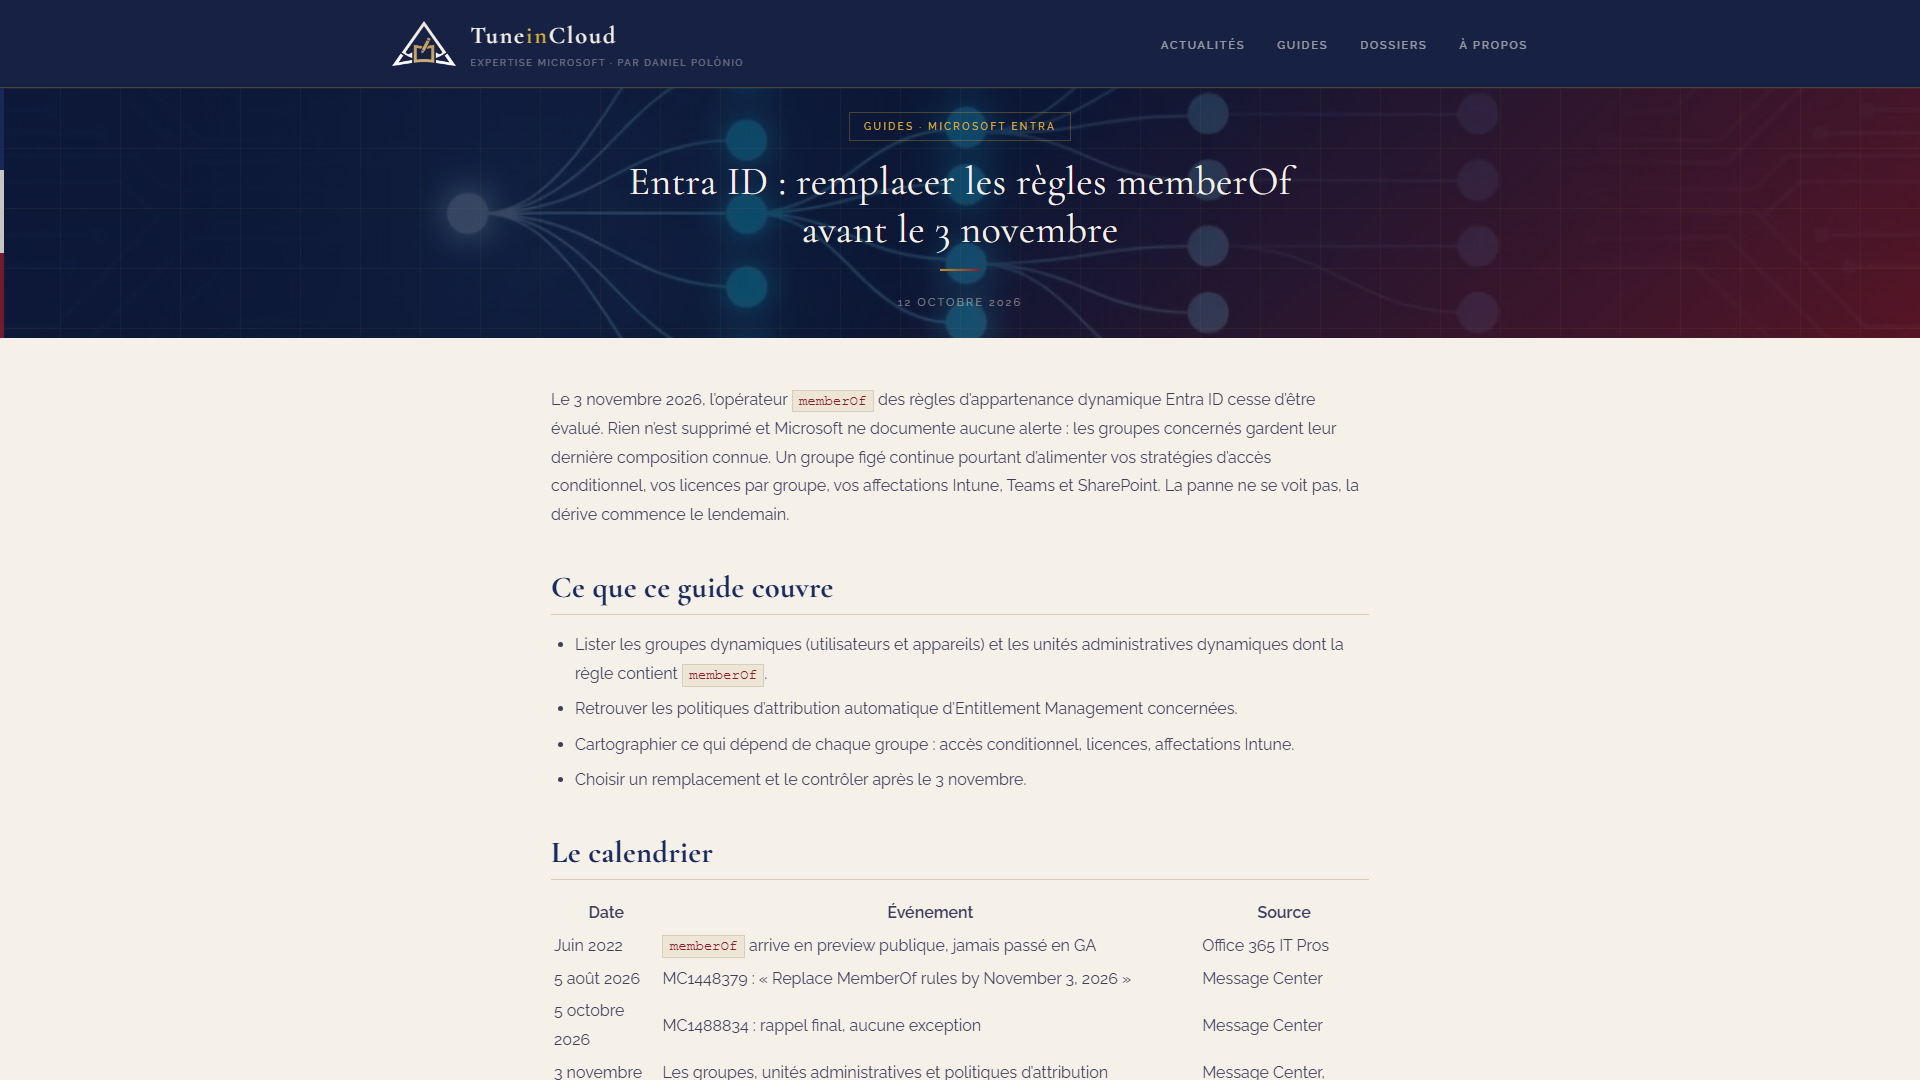 TuneinCloud
EXPERTISE MICROSOFT · PAR DANIEL POLÓNIO
ACTUALITÉS GUIDES DOSSIERS À PROPOS
GUIDES · MICROSOFT ENTRA
Entra ID : remplacer les règles memberOf
avant le 3 novembre
12 OCTOBRE 2026
Le 3 novembre 2026, l'opérateur memberOf des règles d'appartenance dynamique Entra ID cesse d'être
évalué. Rien n'est supprimé et Microsoft ne documente aucune alerte : les groupes concernés gardent leur
dernière composition connue. Un groupe figé continue pourtant d'alimenter vos stratégies d'accès
conditionnel, vos licences par groupe, vos affectations Intune, Teams et SharePoint. La panne ne se voit pas, la
dérive commence le lendemain.
Ce que ce guide couvre
• Lister les groupes dynamiques (utilisateurs et appareils) et les unités administratives dynamiques dont la
règle contient memberOf.
• Retrouver les politiques d'attribution automatique d'Entitlement Management concernées.
• Cartographier ce qui dépend de chaque groupe : accès conditionnel, licences, affectations Intune.
• Choisir un remplacement et le contrôler après le 3 novembre.
Le calendrier
Date Événement Source
Juin 2022 memberOf arrive en preview publique, jamais passé en GA Office 365 IT Pros
5 août 2026 MC1448379 : « Replace MemberOf rules by November 3, 2026 » Message Center
5 octobre
2026 MC1488834 : rappel final, aucune exception Message Center
3 novembre Les groupes, unités administratives et politiques d'attribution Message Center,